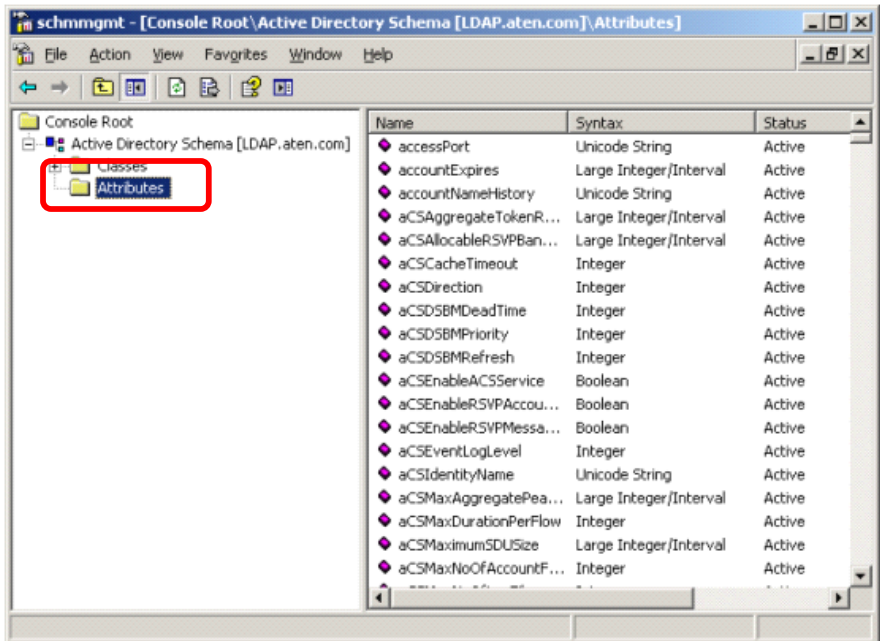 schmmgmt - [Console Root\Active Directory Schema [LDAP.aten.com]\Attributes]
File Action View Favorites Window Help
Console Root
Active Directory Schema [LDAP.aten.com]
Classes
Attributes
Name Syntax Status
accessPort Unicode String Active
accountExpires Large Integer/Interval Active
accountNameHistory Unicode String Active
aCSAggregateTokenR... Large Integer/Interval Active
aCSAllocableRSVPBan... Large Integer/Interval Active
aCSCacheTimeout Integer Active
aCSDirection Integer Active
aCSDSBMDeadTime Integer Active
aCSDSBMPriority Integer Active
aCSDSBMRefresh Integer Active
aCSEnableACSService Boolean Active
aCSEnableRSVPAccou... Boolean Active
aCSEnableRSVPMessa... Boolean Active
aCSEventLogLevel Integer Active
aCSIdentityName Unicode String Active
aCSMaxAggregatePea... Large Integer/Interval Active
aCSMaxDurationPerFlow Integer Active
aCSMaximumSDUSize Large Integer/Interval Active
aCSMaxNoOfAccountF... Integer Active